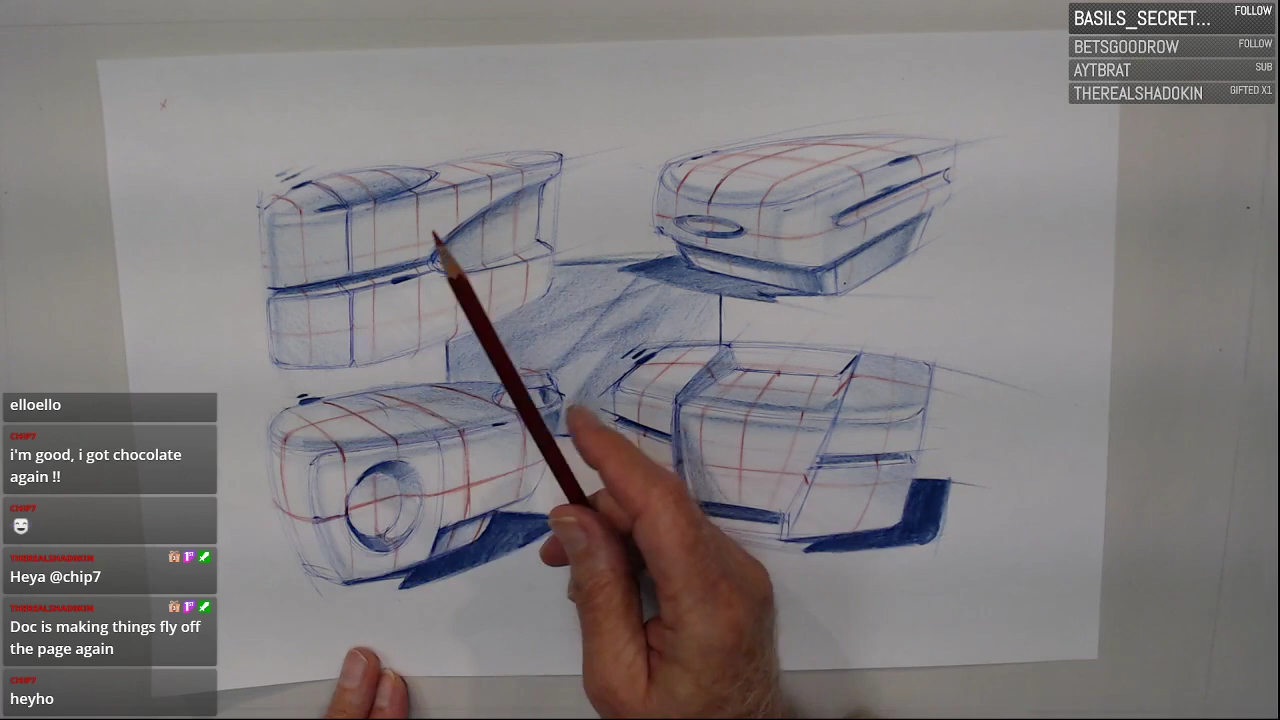 BASILS_SECRET... FOLLOW
BETSGOODROW FOLLOW
AYTBRAT SUB
THEREALSHADOKIN GIFTED X1
elloello
CHIP7
i'm good, i got chocolate
again !!
CHIP7
THEREALSHADOKIN
Heya @chip7
THEREALSHADOKIN
Doc is making things fly off
the page again
CHIP7
heyho